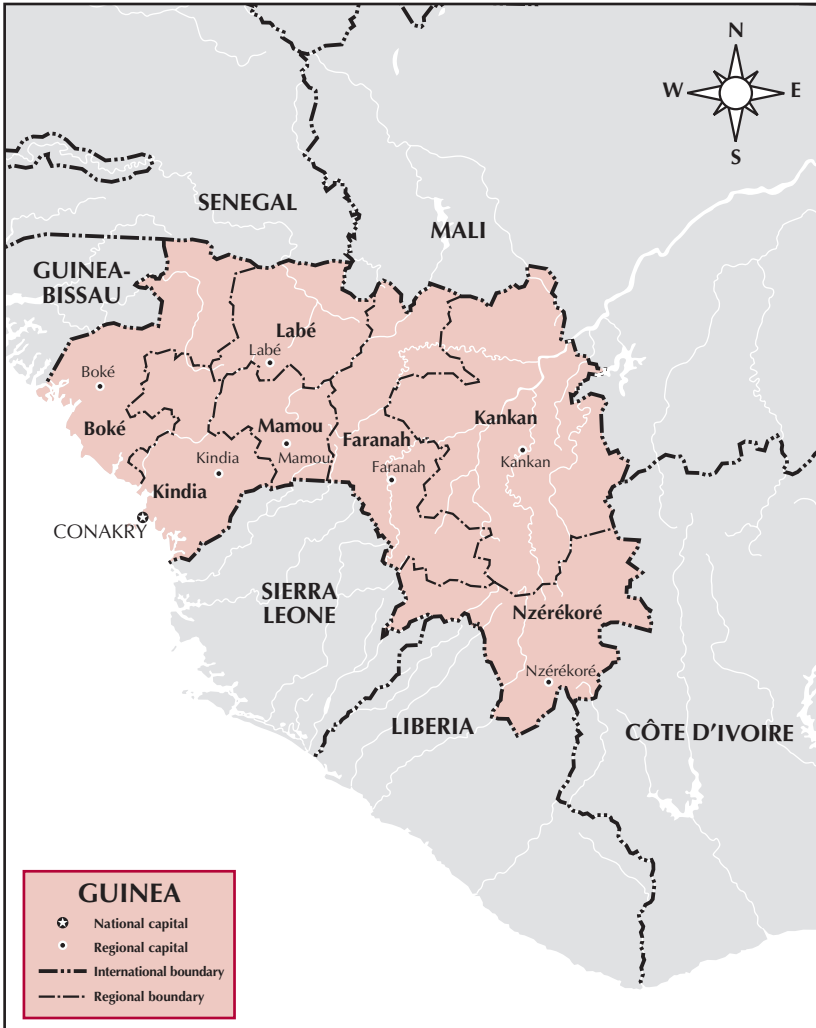 N
W
E
S
SENEGAL
MALI
GUINEA-
BISSAU
Labé
Labé
Boké
Boké
Mamou
Mamou
Faranah
Faranah
Kankan
Kankan
Kindia
Kindia
CONAKRY
SIERRA
LEONE
Nzérékoré
Nzérékoré
LIBERIA
CÔTE D’IVOIRE
GUINEA
National capital
Regional capital
International boundary
Regional boundary